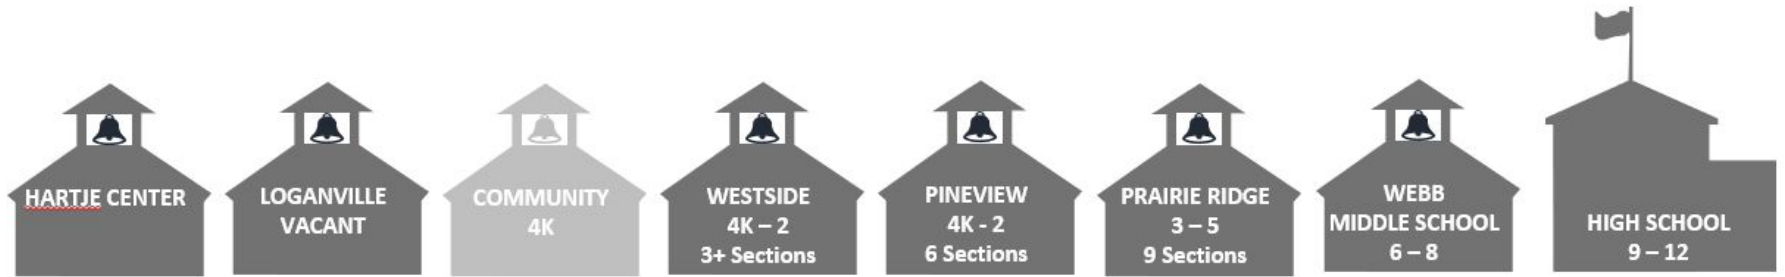 HARTJE CENTER
LOGANVILLE
VACANT
COMMUNITY
4K
WESTSIDE
4K – 2
3+ Sections
PINEVIEW
4K - 2
6 Sections
PRAIRIE RIDGE
3 – 5
9 Sections
WEBB
MIDDLE SCHOOL
6 – 8
HIGH SCHOOL
9 – 12